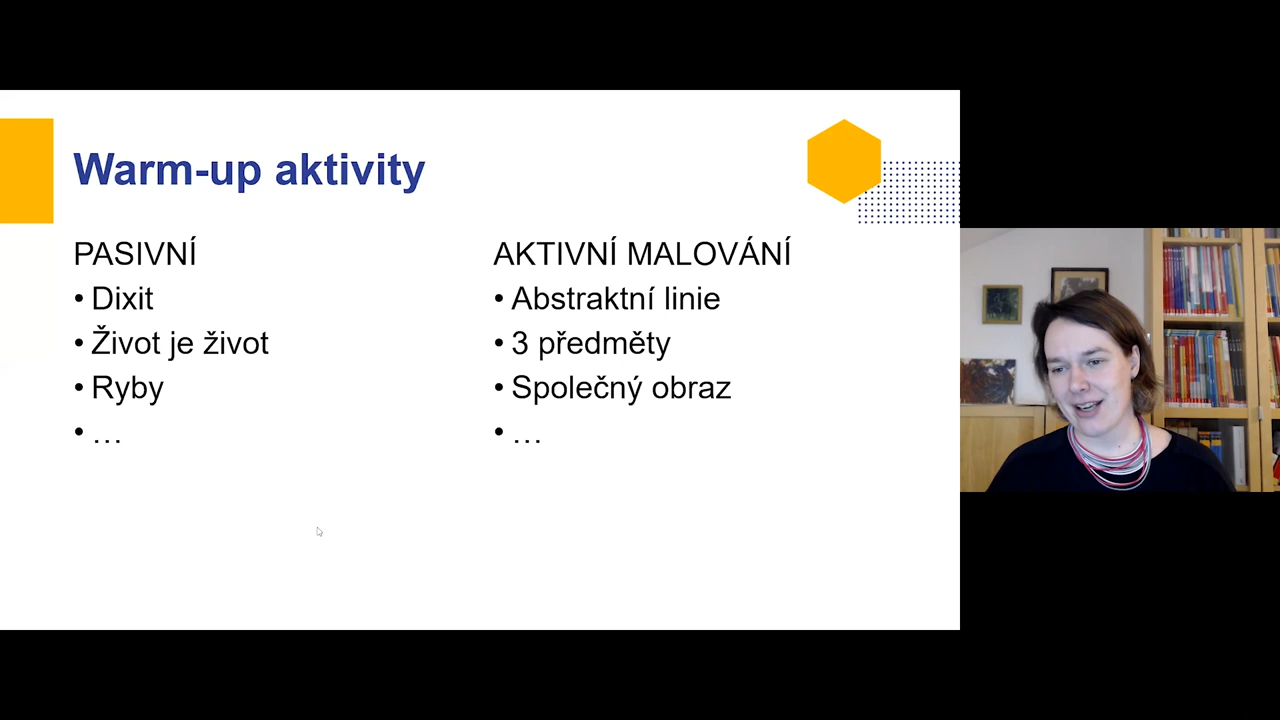 Warm-up aktivity
PASIVNÍ
• Dixit
• Život je život
• Ryby
• …
AKTIVNÍ MALOVÁNÍ
• Abstraktní linie
• 3 předměty
• Společný obraz
• …